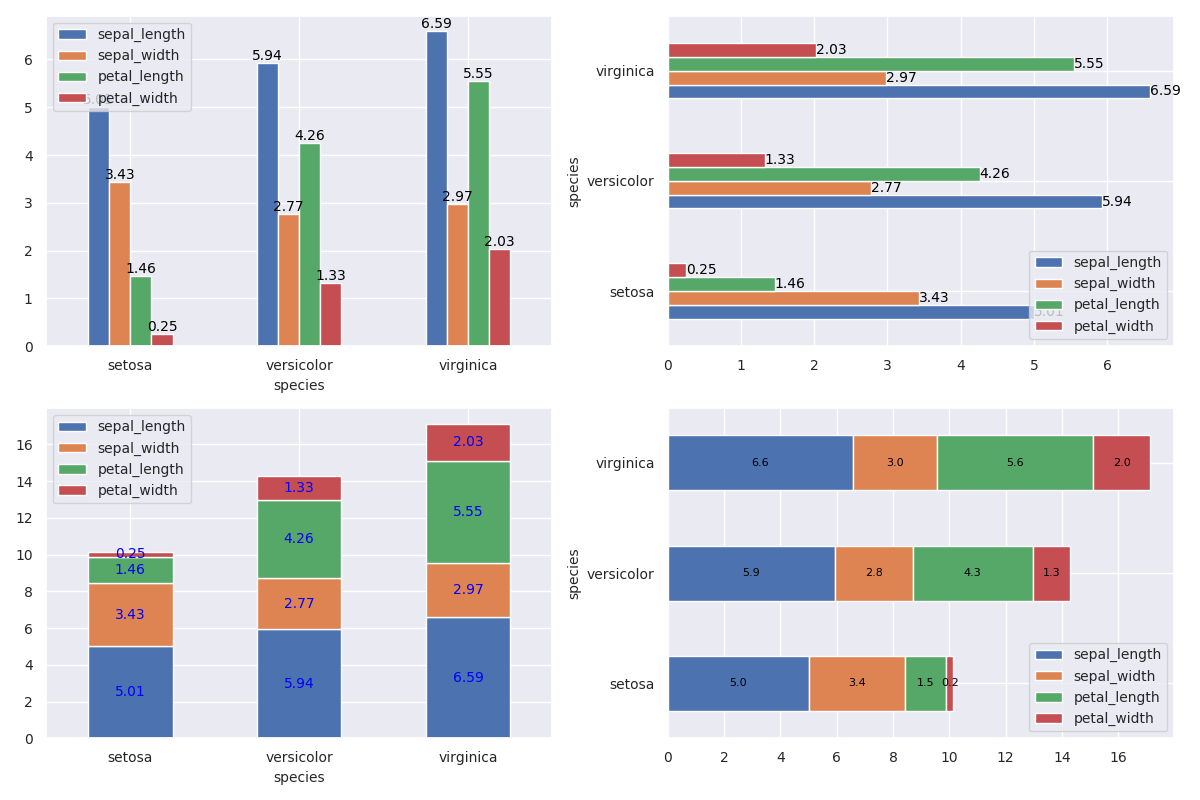 6.59
sepal_length
sepal_width
petal_length
petal_width
5.94
5.55
4.26
3.43
2.97
2.77
2.03
1.46
1.33
0.25
6
5
4
3
2
1
0
setosa versicolor virginica
species
2.03
virginica 5.55
2.97
6.59
species
1.33
versicolor 4.26
2.77
5.94
0.25
setosa 1.46
3.43
5.01
sepal_length
sepal_width
petal_length
petal_width
0 1 2 3 4 5 6
sepal_length
sepal_width
petal_length
petal_width
16
14
12
10
8
6
4
2
0
0.25
1.46
3.43
5.01
1.33
4.26
2.77
5.94
2.03
5.55
2.97
6.59
setosa versicolor virginica
species
virginica 6.6 3.0 5.6 2.0
species
versicolor 5.9 2.8 4.3 1.3
setosa 5.0 3.4 1.5 0.2
sepal_length
sepal_width
petal_length
petal_width
0 2 4 6 8 10 12 14 16